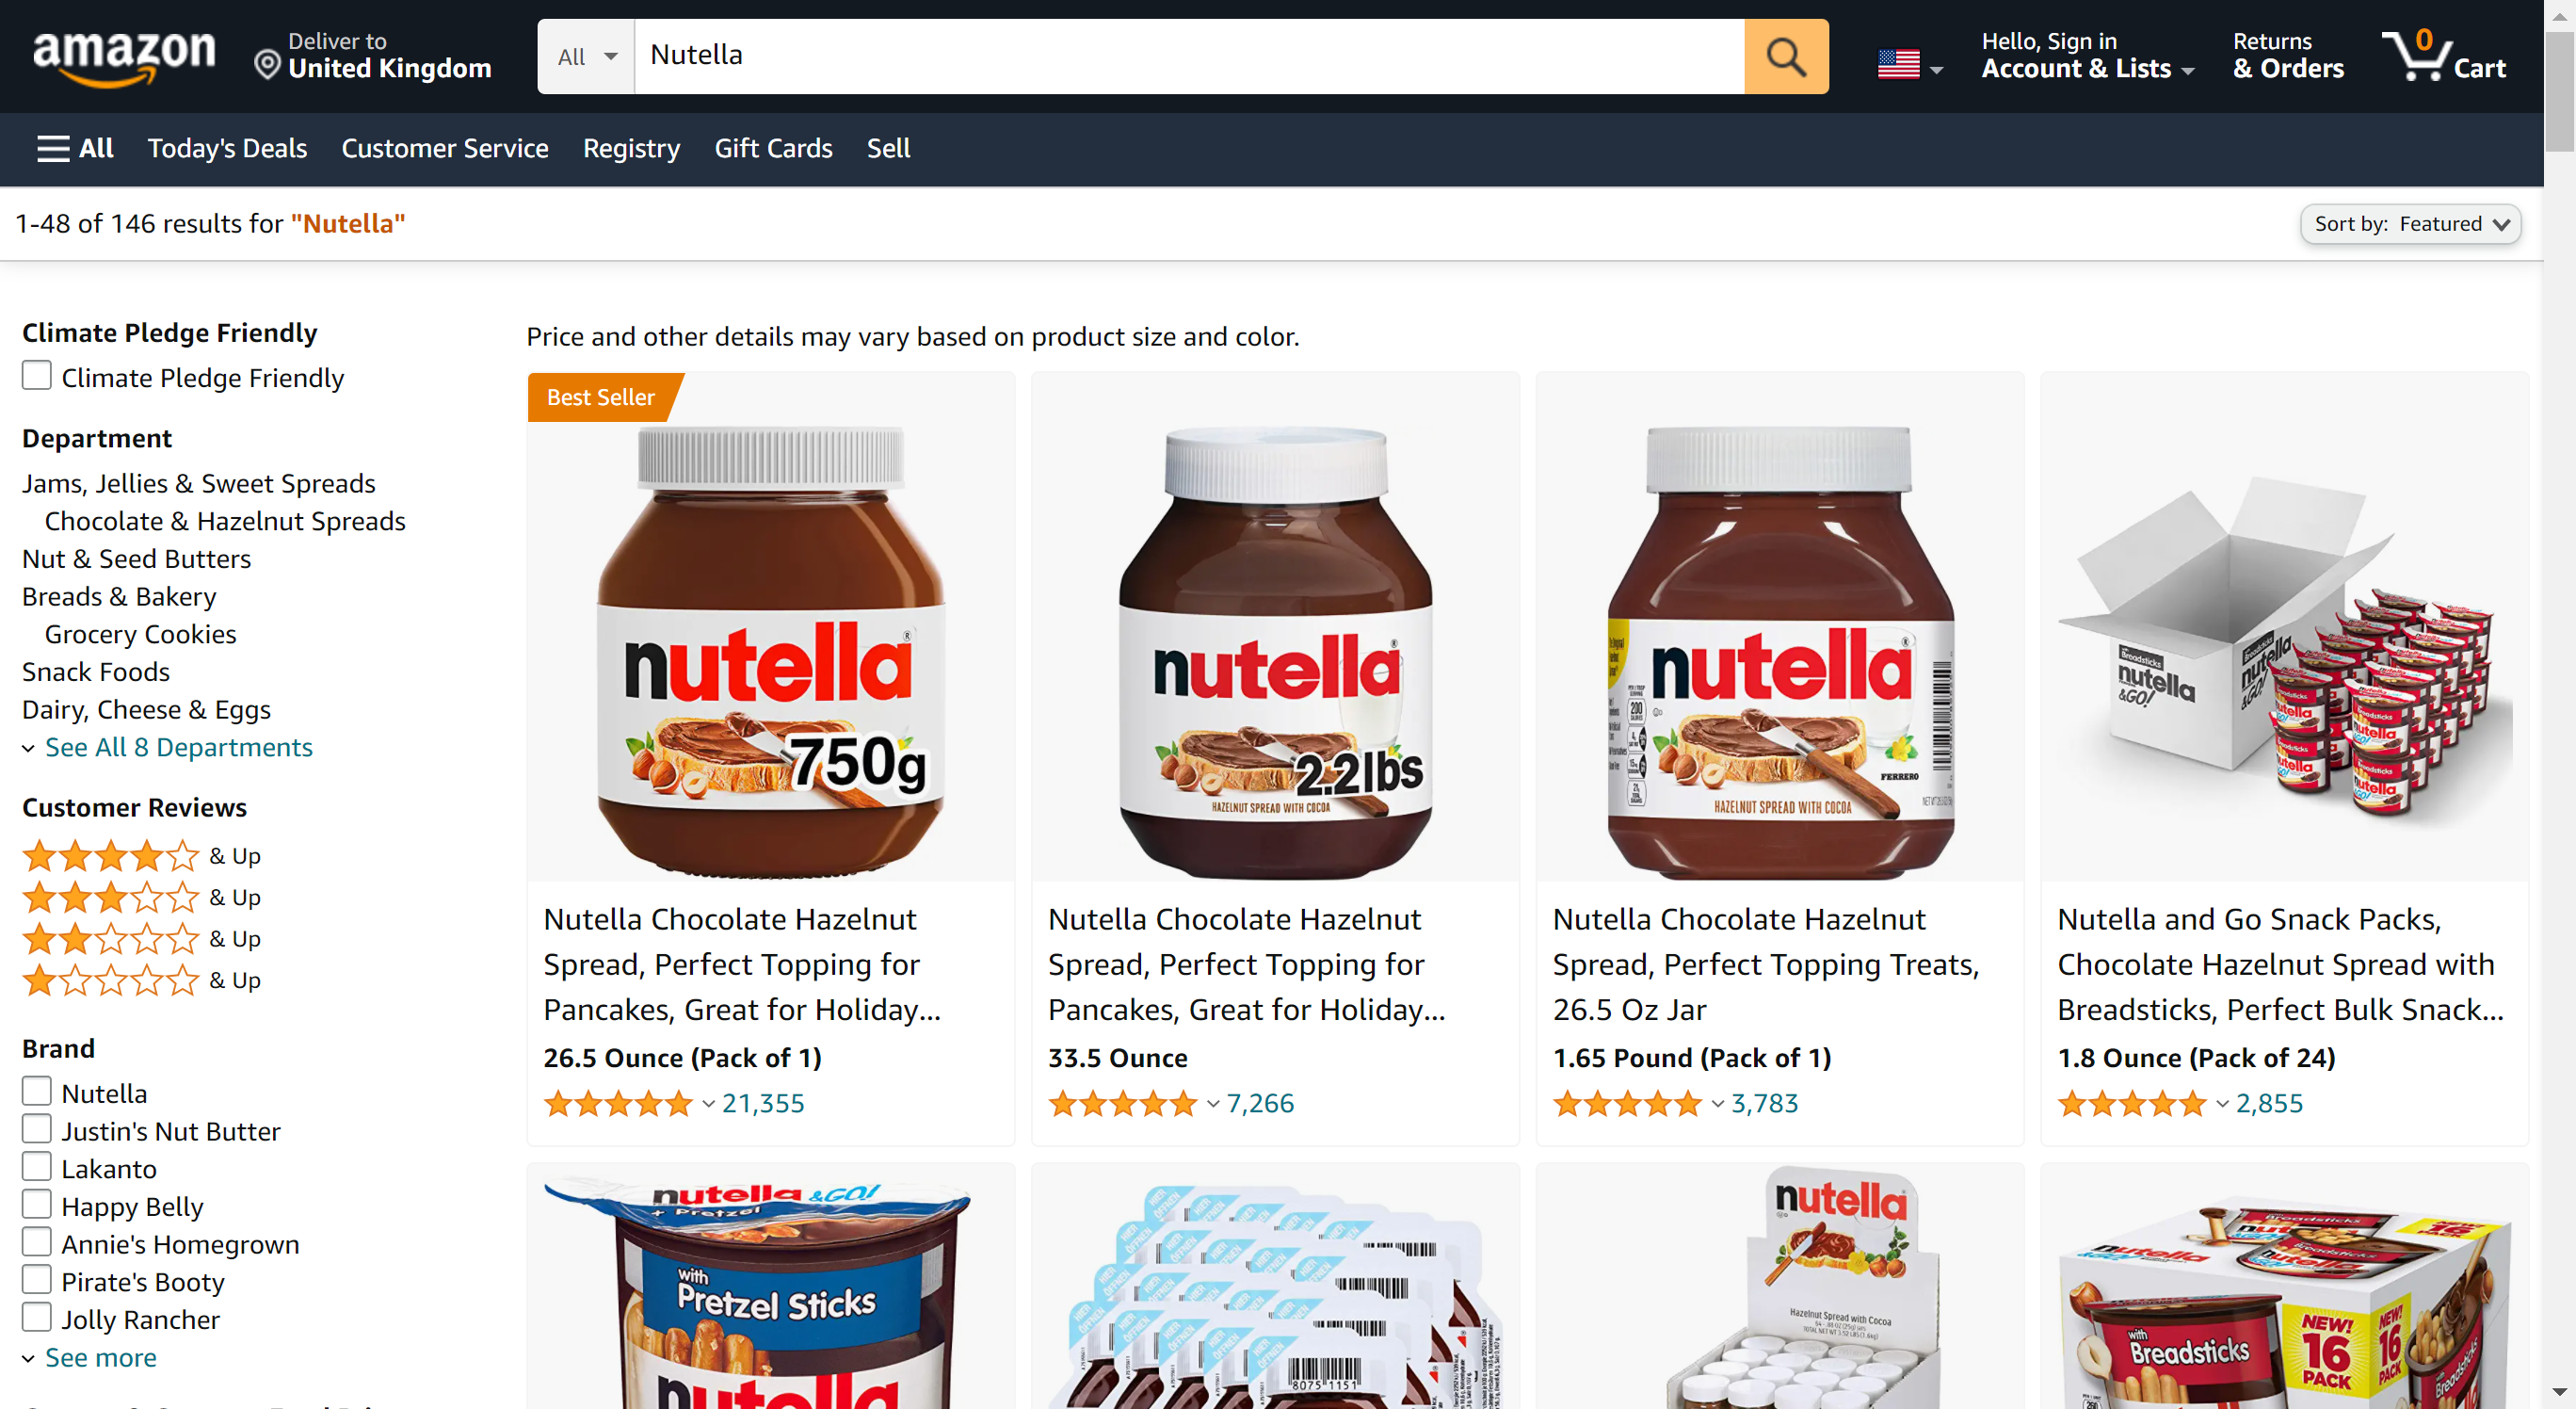 amazon
Deliver to
United Kingdom
All
Nutella
Hello, Sign in
Account & Lists
Returns
& Orders
0
Cart
All
Today's Deals
Customer Service
Registry
Gift Cards
Sell
1-48 of 146 results for "Nutella"
Sort by: Featured
Climate Pledge Friendly
Climate Pledge Friendly
Department
Jams, Jellies & Sweet Spreads
Chocolate & Hazelnut Spreads
Nut & Seed Butters
Breads & Bakery
Grocery Cookies
Snack Foods
Dairy, Cheese & Eggs
See All 8 Departments
Customer Reviews
& Up
& Up
& Up
& Up
Brand
Nutella
Justin's Nut Butter
Lakanto
Happy Belly
Annie's Homegrown
Pirate's Booty
Jolly Rancher
See more
Price and other details may vary based on product size and color.
Best Seller
nutella
750g
Nutella Chocolate Hazelnut
Spread, Perfect Topping for
Pancakes, Great for Holiday...
26.5 Ounce (Pack of 1)
21,355
nutella
2.2lbs
HAZELNUT SPREAD WITH COCOA
Nutella Chocolate Hazelnut
Spread, Perfect Topping for
Pancakes, Great for Holiday...
33.5 Ounce
7,266
nutella
FERRERO
HAZELNUT SPREAD WITH COCOA
Nutella Chocolate Hazelnut
Spread, Perfect Topping Treats,
26.5 Oz Jar
1.65 Pound (Pack of 1)
3,783
Breadsticks
nutella
&GO!
Nutella and Go Snack Packs,
Chocolate Hazelnut Spread with
Breadsticks, Perfect Bulk Snack...
1.8 Ounce (Pack of 24)
2,855
nutella &GO!
+ Pretzel
with
Pretzel Sticks
nutella
HIER
ÖFFNEN
8075 1151
nutella
Hazelnut Spread with Cocoa
Breadsticks
nutella
with
Breadsticks
NEW!
16
PACK
NEW!
16
PACK